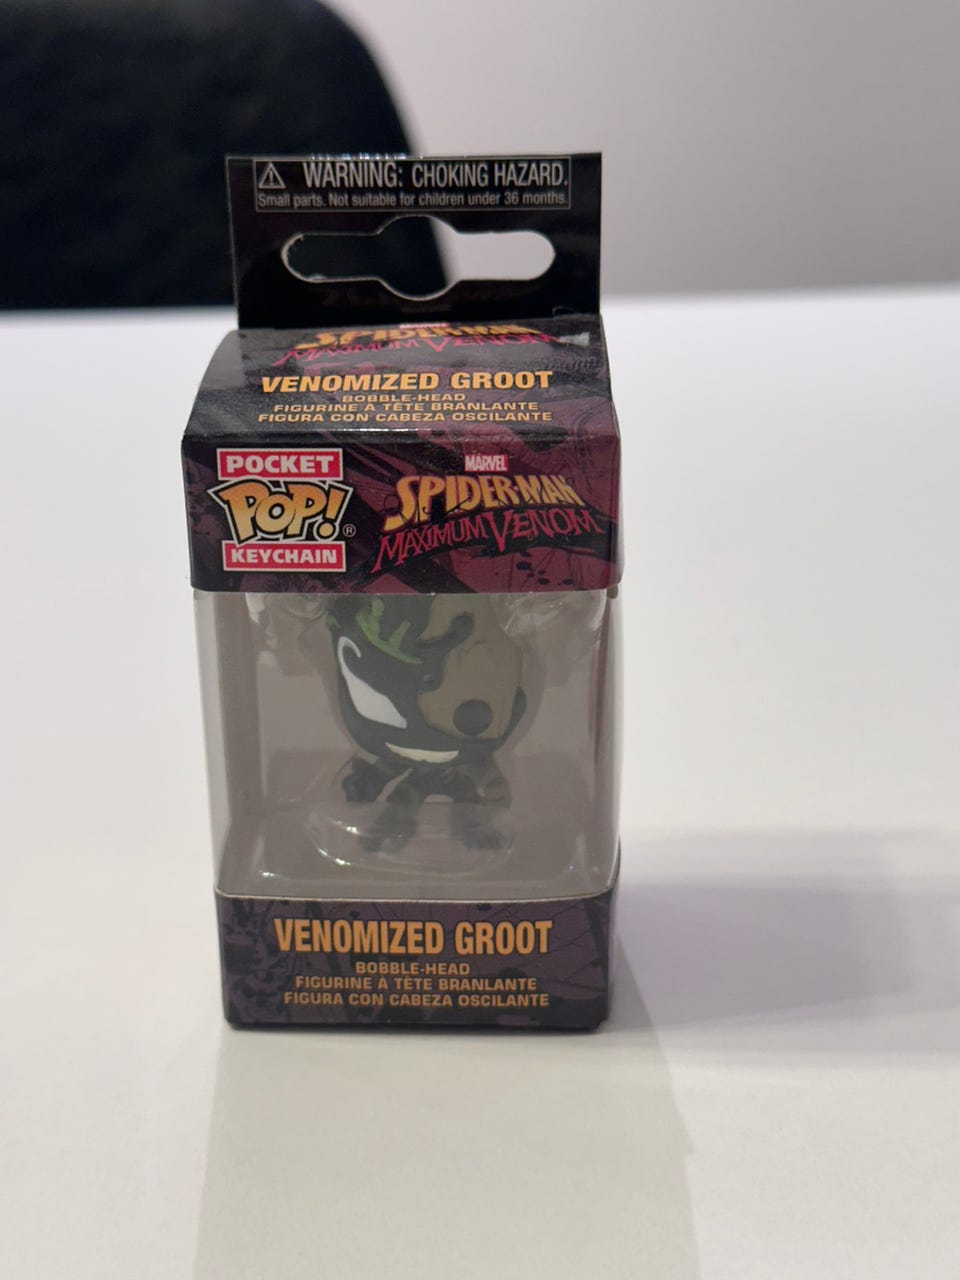 ⚠ WARNING: CHOKING HAZARD.
Small parts. Not suitable for children under 36 months.
MARVEL
SPIDER-MAN
MAXIMUM VENOM
VENOMIZED GROOT
BOBBLE-HEAD
FIGURINE À TÊTE BRANLANTE
FIGURA CON CABEZA OSCILANTE
POCKET
POP! ®
KEYCHAIN
MARVEL
SPIDER-MAN
MAXIMUM VENOM
VENOMIZED GROOT
BOBBLE-HEAD
FIGURINE À TÊTE BRANLANTE
FIGURA CON CABEZA OSCILANTE